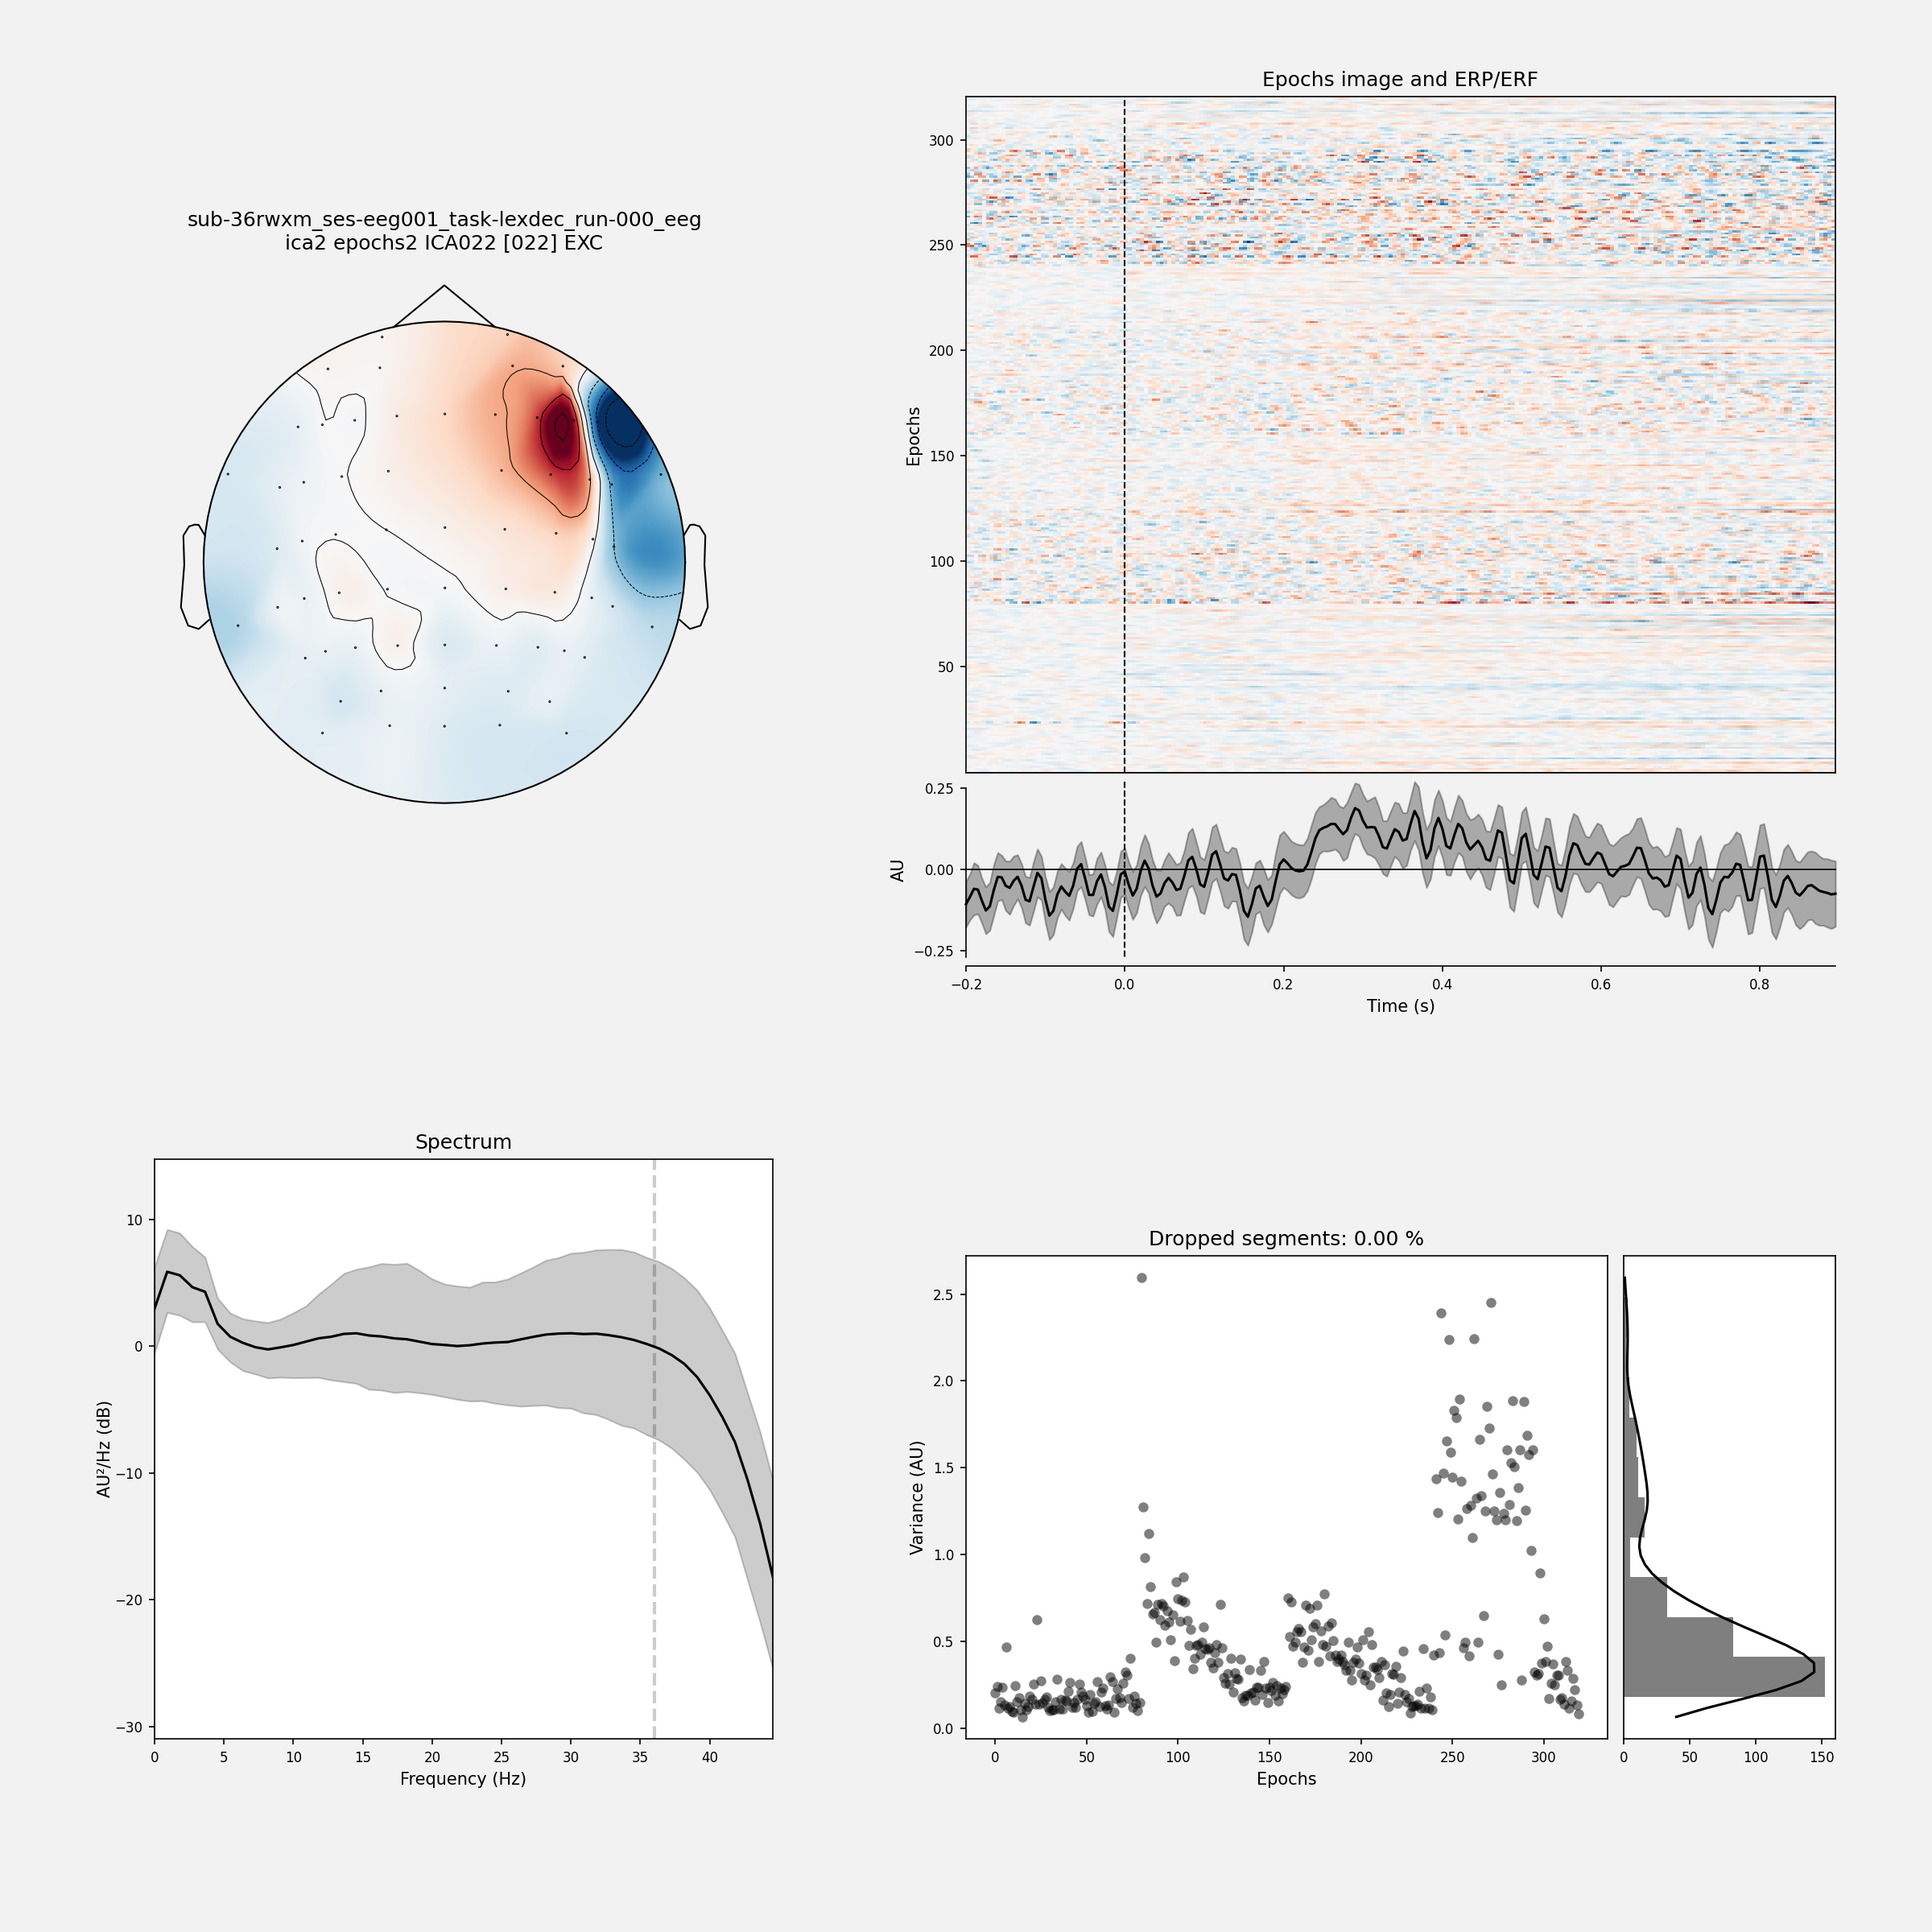 sub-36rwxm_ses-eeg001_task-lexdec_run-000_eeg
ica2 epochs2 ICA022 [022] EXC
Epochs image and ERP/ERF
Epochs
300
250
200
150
100
50
AU
0.25
0.00
−0.25
−0.2 0.0 0.2 0.4 0.6 0.8
Time (s)
Spectrum
AU²/Hz (dB)
10
0
−10
−20
−30
0 5 10 15 20 25 30 35 40
Frequency (Hz)
Dropped segments: 0.00 %
Variance (AU)
2.5
2.0
1.5
1.0
0.5
0.0
0 50 100 150 200 250 300
Epochs
0 50 100 150